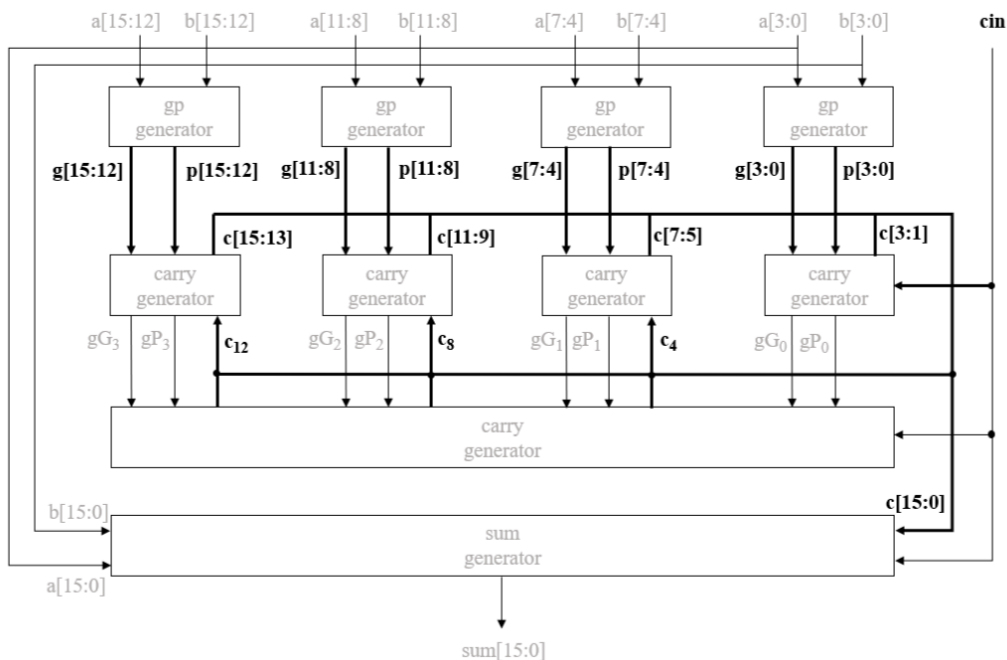 a[15:12] b[15:12] a[11:8] b[11:8] a[7:4] b[7:4] a[3:0] b[3:0] cin
gp generator
gp generator
gp generator
gp generator
g[15:12] p[15:12] g[11:8] p[11:8] g[7:4] p[7:4] g[3:0] p[3:0]
c[15:13] c[11:9] c[7:5] c[3:1]
carry generator
carry generator
carry generator
carry generator
gG3 gP3 c12 gG2 gP2 c8 gG1 gP1 c4 gG0 gP0
carry
generator
c[15:0]
b[15:0]
sum
generator
a[15:0]
sum[15:0]